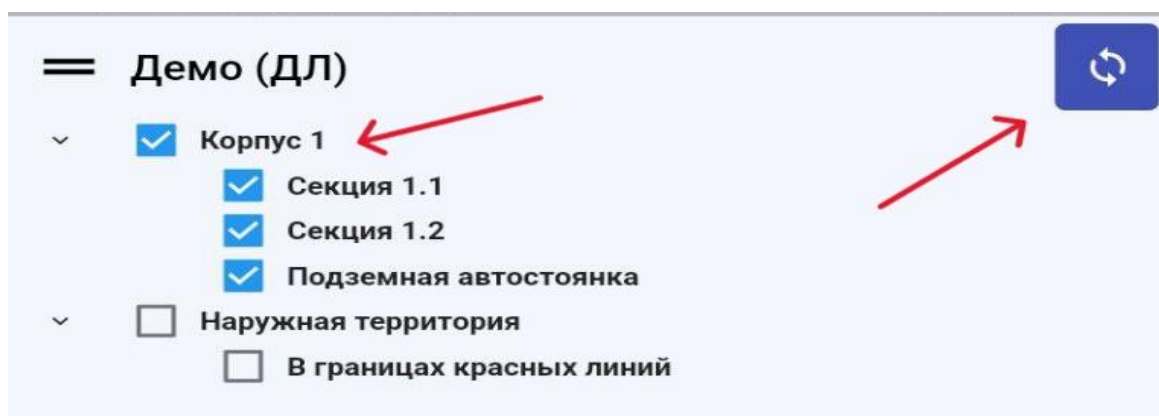 Демо (ДЛ)
Корпус 1
Секция 1.1
Секция 1.2
Подземная автостоянка
Наружная территория
В границах красных линий